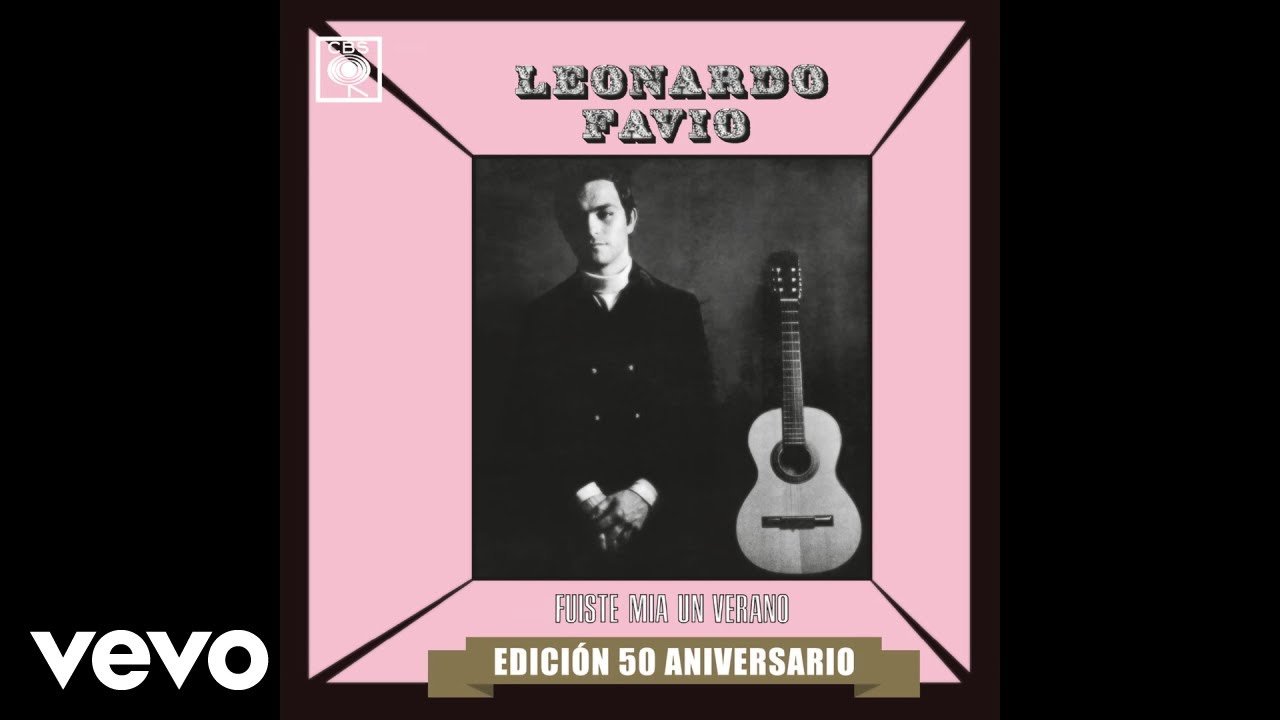 CBS
LEONARDO
FAVIO
FUISTE MIA UN VERANO
EDICIÓN 50 ANIVERSARIO
vevo